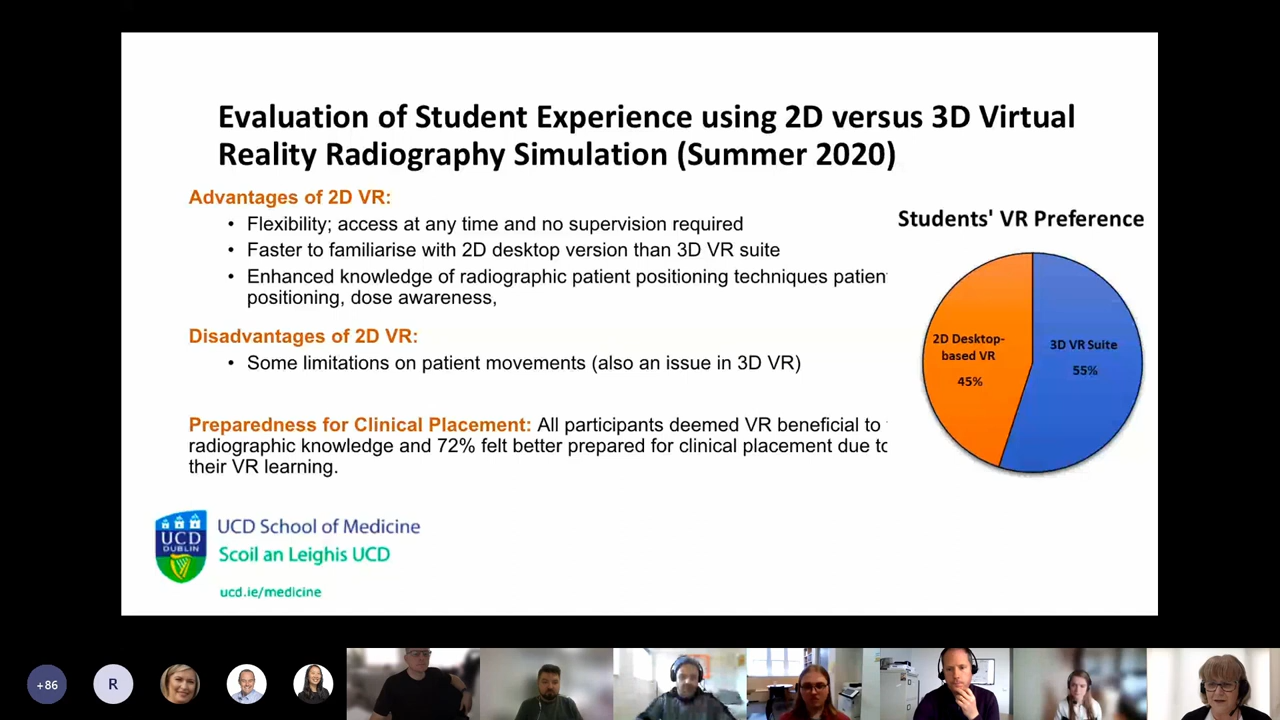 Evaluation of Student Experience using 2D versus 3D Virtual
Reality Radiography Simulation (Summer 2020)
Advantages of 2D VR:
• Flexibility; access at any time and no supervision required
• Faster to familiarise with 2D desktop version than 3D VR suite
• Enhanced knowledge of radiographic patient positioning techniques patien
positioning, dose awareness,
Disadvantages of 2D VR:
• Some limitations on patient movements (also an issue in 3D VR)
Preparedness for Clinical Placement: All participants deemed VR beneficial to
radiographic knowledge and 72% felt better prepared for clinical placement due to
their VR learning.
Students' VR Preference
2D Desktop-
based VR
45%
3D VR Suite
55%
UCD
DUBLIN
UCD School of Medicine
Scoil an Leighis UCD
ucd.ie/medicine
+86
R